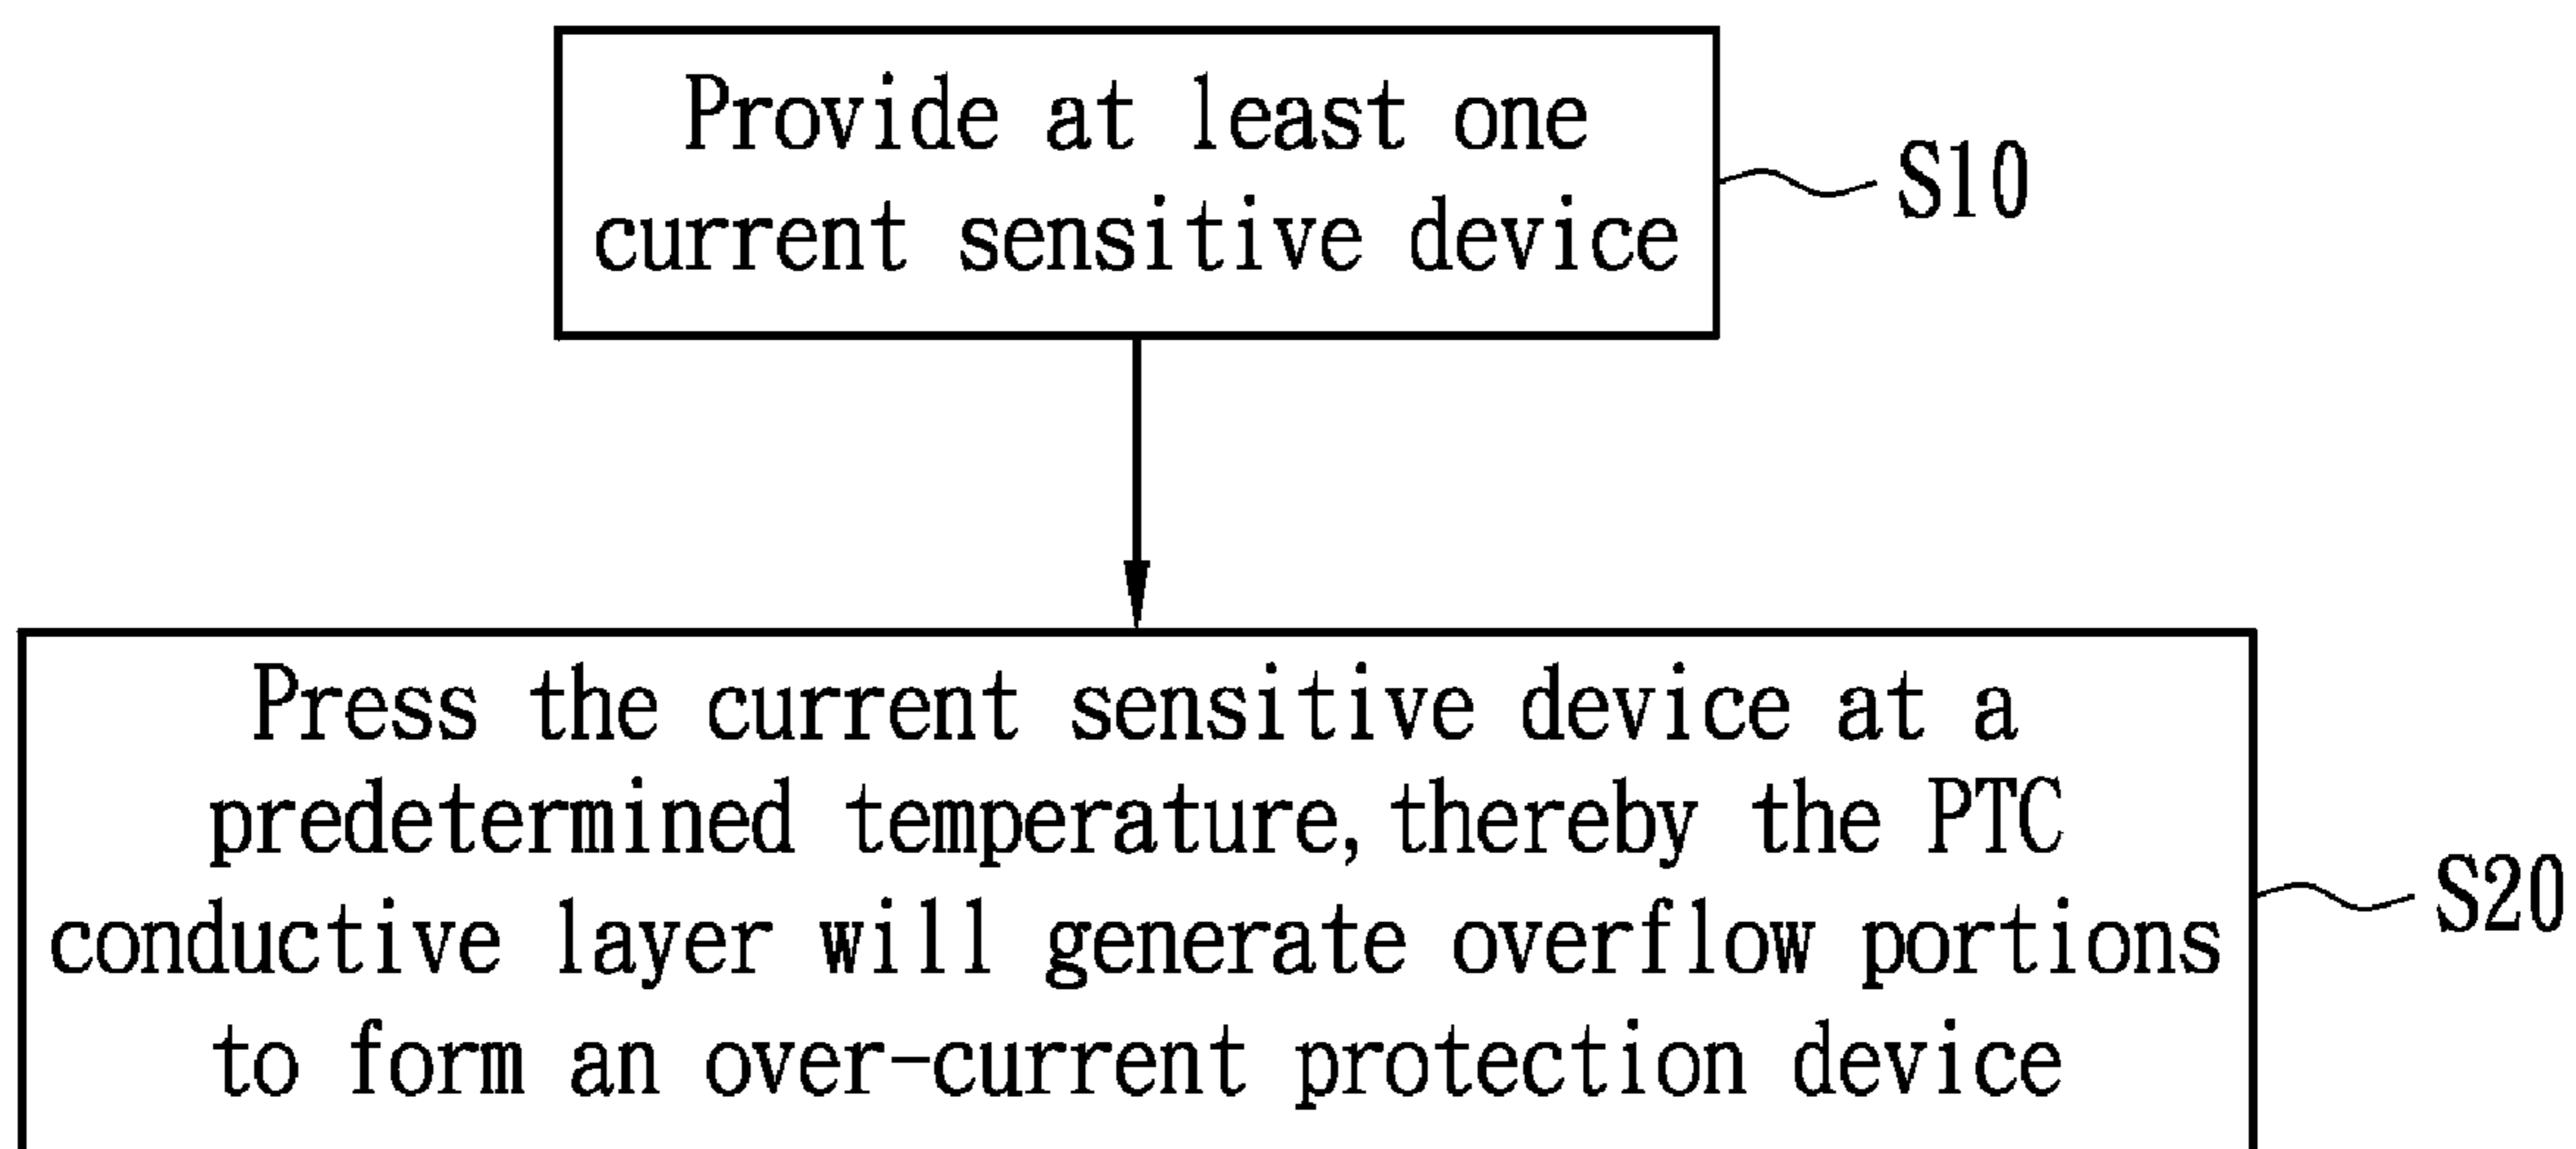 Provide at least one
current sensitive device
S10
Press the current sensitive device at a
predetermined temperature, thereby the PTC
conductive layer will generate overflow portions
to form an over-current protection device
S20